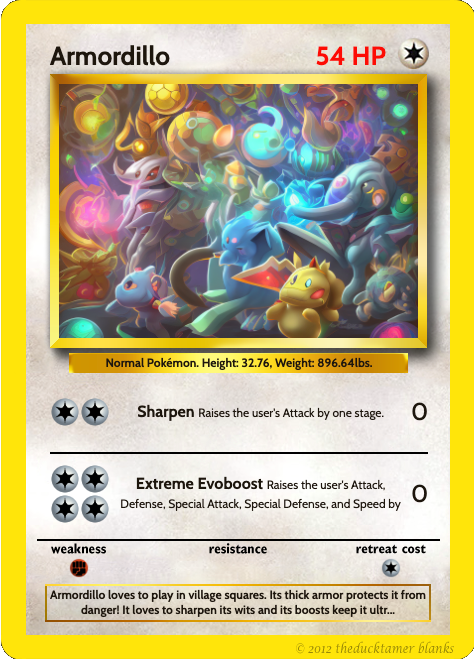 Armordillo
54 HP
Normal Pokémon. Height: 32.76, Weight: 896.64lbs.
Sharpen Raises the user's Attack by one stage. 0
Extreme Evoboost Raises the user's Attack,
Defense, Special Attack, Special Defense, and Speed by
0
weakness resistance retreat cost
Armordillo loves to play in village squares. Its thick armor protects it from
danger! It loves to sharpen its wits and its boosts keep it ultr...
© 2012 theducktamer blanks